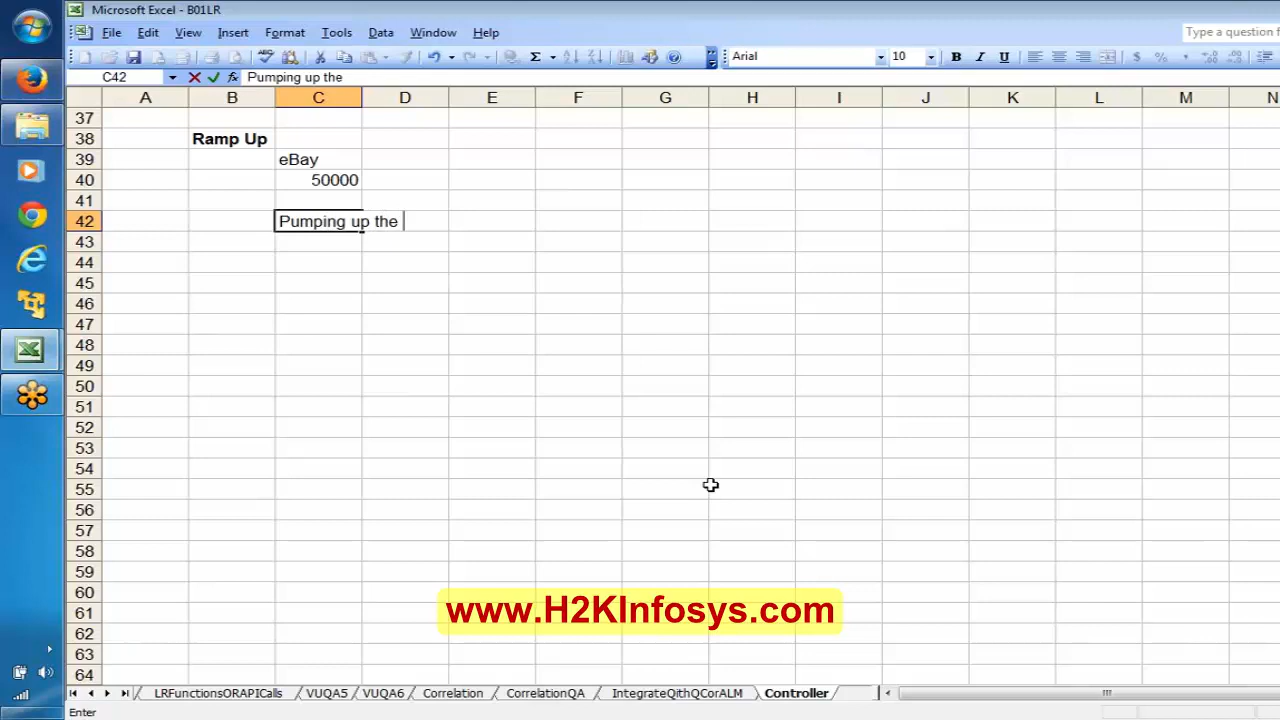 Microsoft Excel - B01LR
File Edit View Insert Format Tools Data Window Help
Type a question f
Arial 10 B I U $ %
C42 fx Pumping up the
A B C D E F G H I J K L M N
37
38 Ramp Up
39 eBay
40 50000
41
42 Pumping up the
43
44
45
46
47
48
49
50
51
52
53
54
55
56
57
58
59
60
www.H2KInfosys.com
61
62
63
64
LRFunctionsORAPICalls VUQA5 VUQA6 Correlation CorrelationQA IntegrateQithQCorALM Controller
Enter